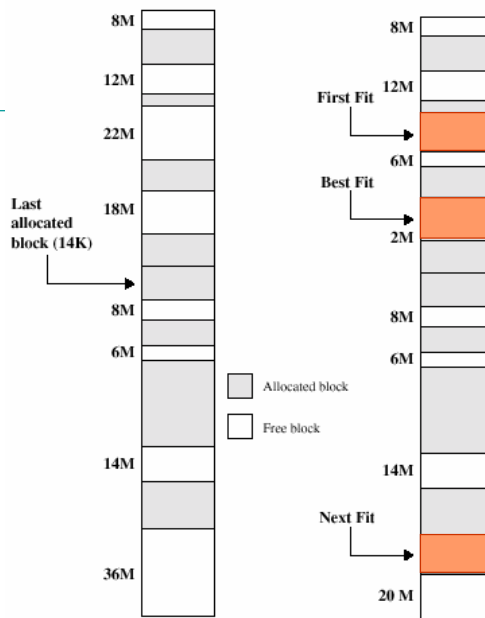 8M
12M
22M
18M
Last
allocated
block (14K)
8M
6M
14M
36M
Allocated block
Free block
8M
12M
First Fit
6M
Best Fit
2M
8M
6M
14M
Next Fit
20 M